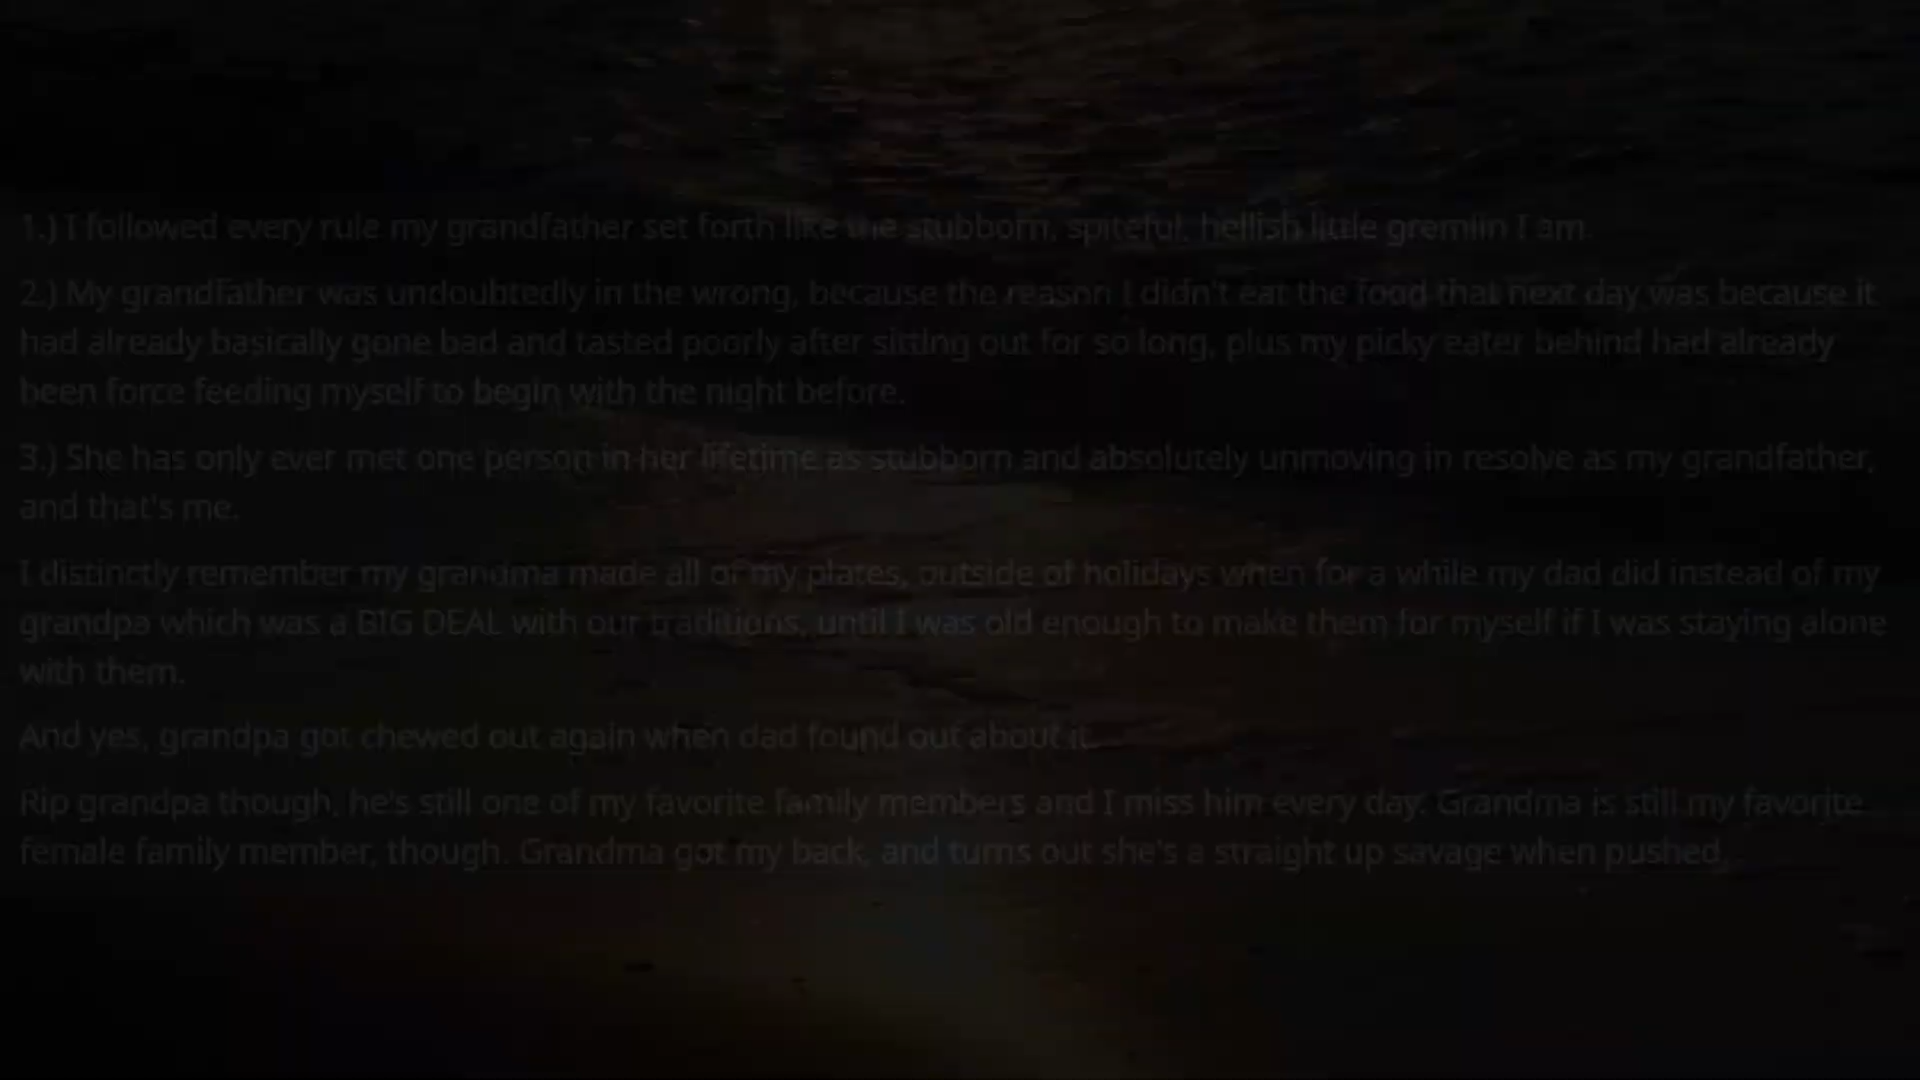 1.) I followed every rule my grandfather set forth like the stubborn, spiteful, hellish little gremlin I am.
2.) My grandfather was undoubtedly in the wrong, because the reason I didn't eat the food that next day was because it
had already basically gone bad and tasted poorly after sitting out for so long, plus my picky eater behind had already
been force feeding myself to begin with the night before.
3.) She has only ever met one person in her lifetime as stubborn and absolutely unmoving in resolve as my grandfather,
and that's me.
I distinctly remember my grandma made all of my plates, outside of holidays when for a while my dad did instead of my
grandpa which was a BIG DEAL with our traditions, until I was old enough to make them for myself if I was staying alone
with them.
And yes, grandpa got chewed out again when dad found out about it.
Rip grandpa though, he's still one of my favorite family members and I miss him every day. Grandma is still my favorite
female family member, though. Grandma got my back, and turns out she's a straight up savage when pushed.